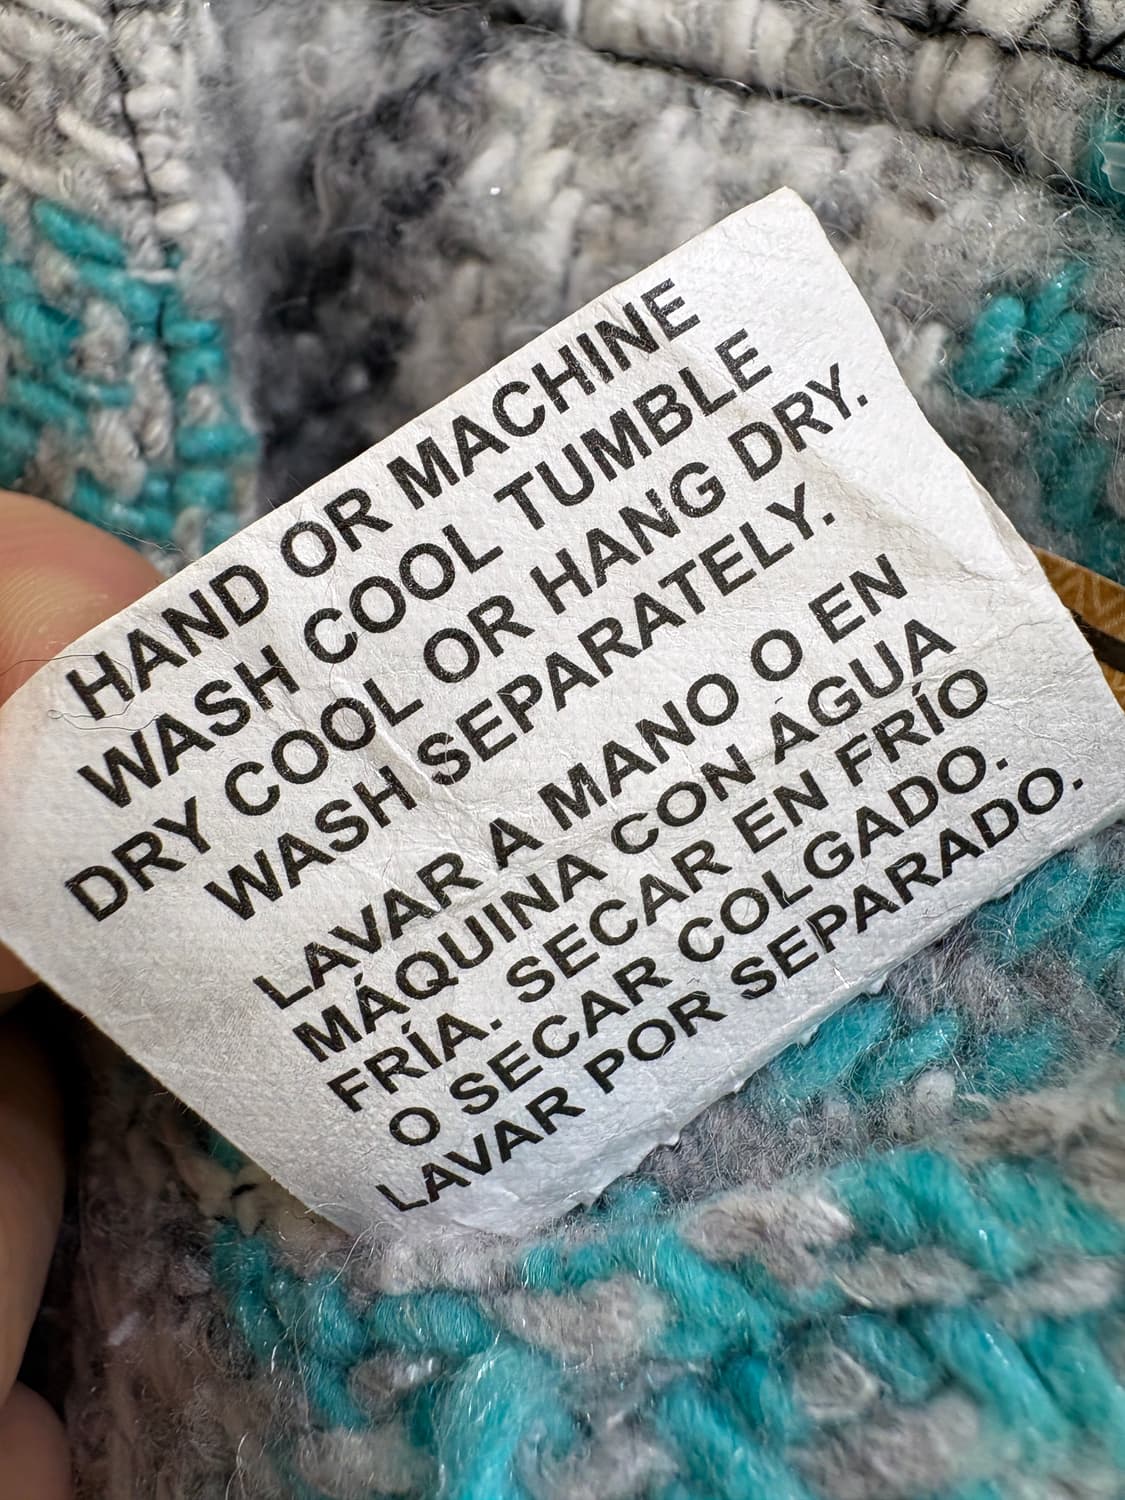 HAND OR MACHINE
WASH COOL TUMBLE
DRY COOL OR HANG DRY.
WASH SEPARATELY.
LAVAR A MANO O EN
MÁQUINA CON AGUA
FRÍA. SECAR EN FRÍO
O SECAR COLGADO.
LAVAR POR SEPARADO.